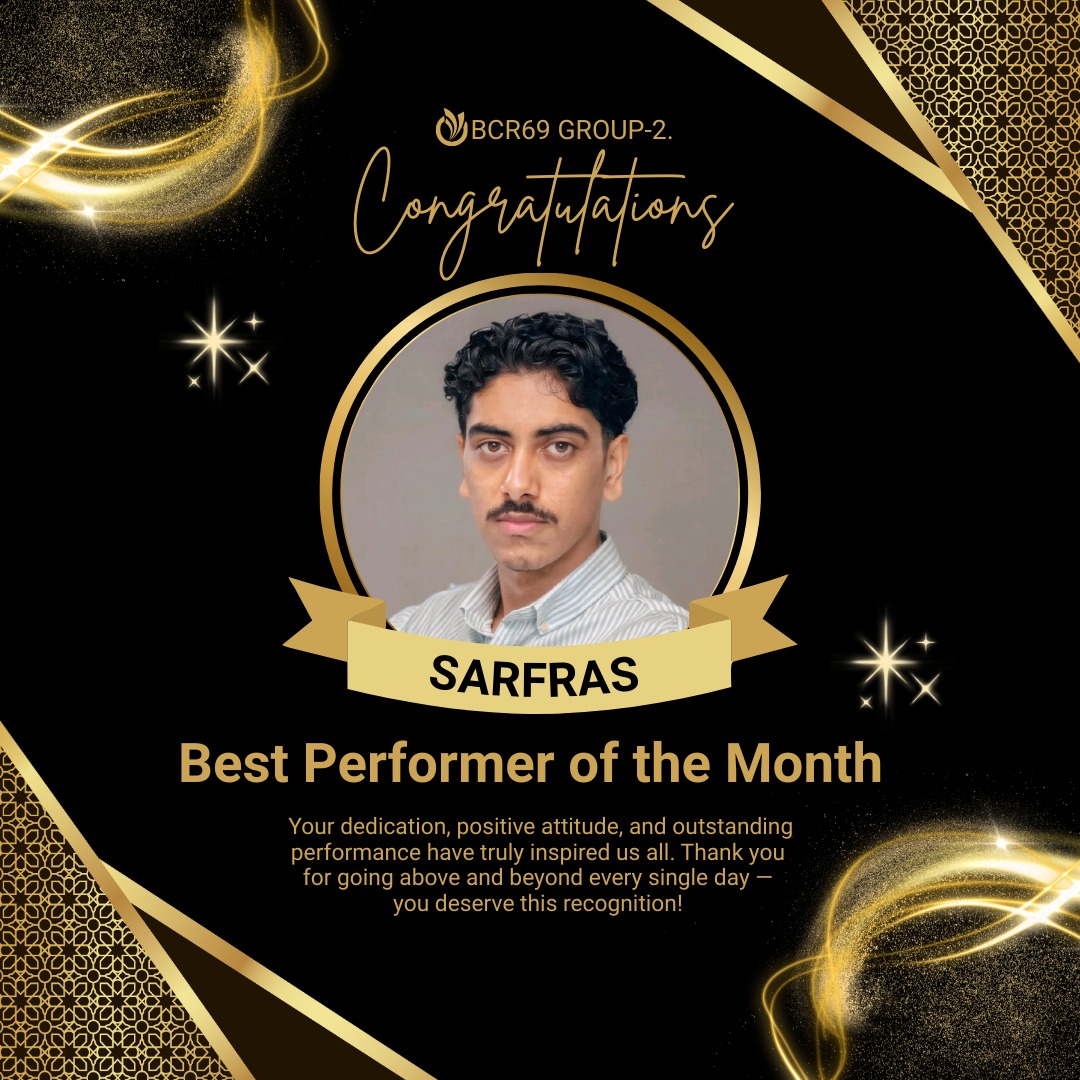 BCR69 GROUP-2.
Congratulations
SARFRAS
Best Performer of the Month
Your dedication, positive attitude, and outstanding
performance have truly inspired us all. Thank you
for going above and beyond every single day —
you deserve this recognition!